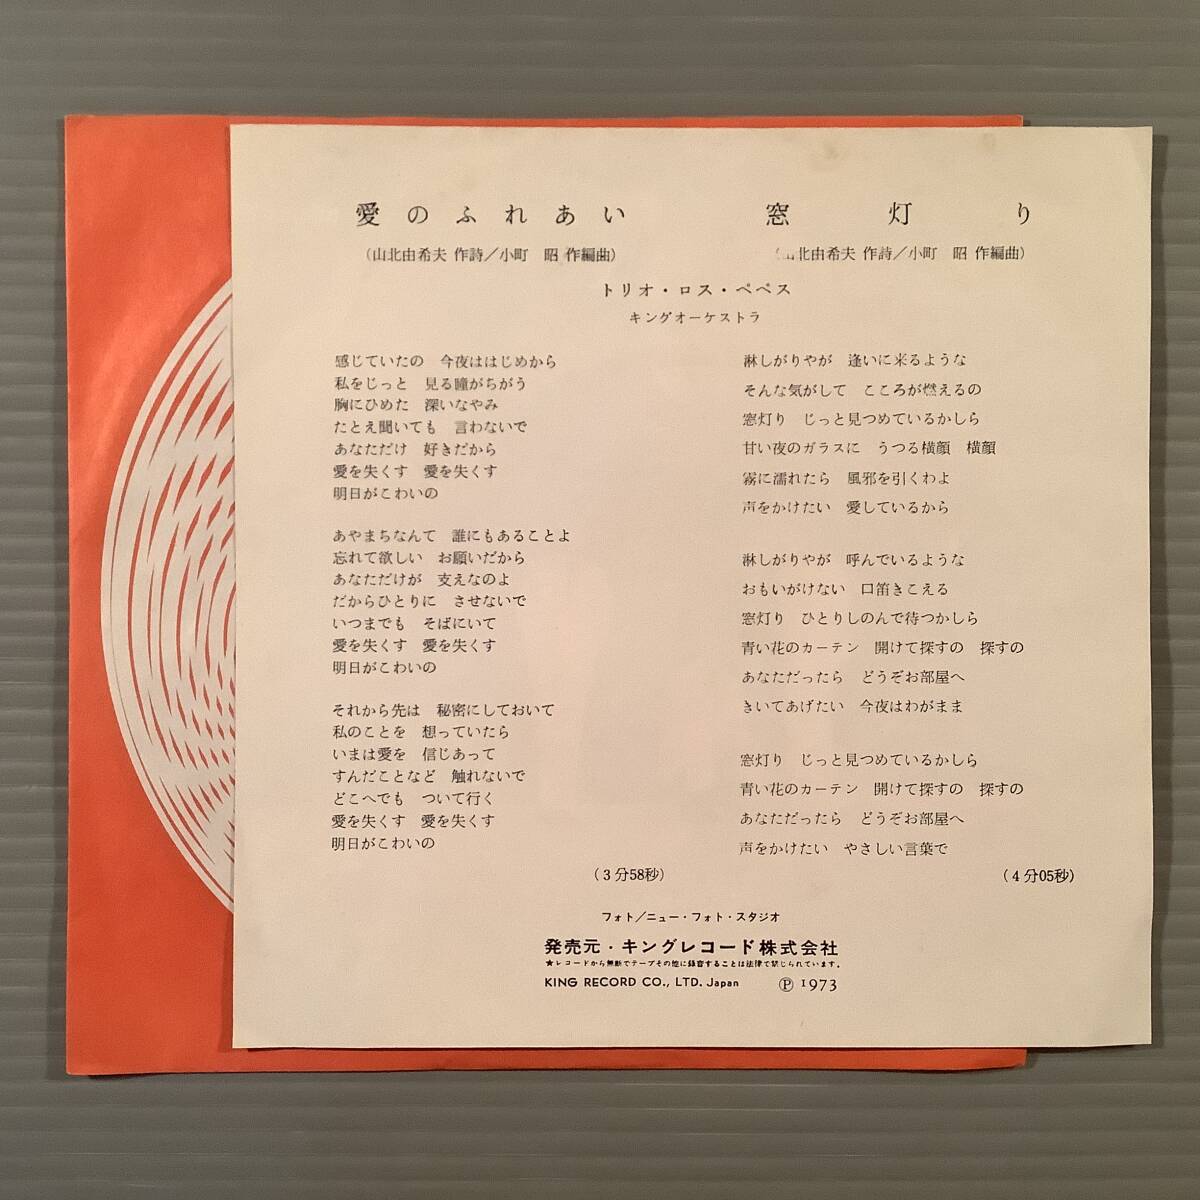 愛のふれあい
(山北由希夫 作詩／小町　昭 作編曲)
窓灯り
山北由希夫 作詩／小町　昭 作編曲)
トリオ・ロス・ペペス
キングオーケストラ
感じていたの　今夜ははじめから
私をじっと　見る瞳がちがう
胸にひめた　深いなやみ
たとえ聞いても　言わないで
あなただけ　好きだから
愛を失くす　愛を失くす
明日がこわいの
あやまちなんて　誰にもあることよ
忘れて欲しい　お願いだから
あなただけが　支えなのよ
だからひとりに　させないで
いつまでも　そばにいて
愛を失くす　愛を失くす
明日がこわいの
それから先は　秘密にしておいて
私のことを　想っていたら
いまは愛を　信じあって
すんだことなど　触れないで
どこへでも　ついて行く
愛を失くす　愛を失くす
明日がこわいの
(3分58秒)
淋しがりやが　逢いに来るような
そんな気がして　こころが燃えるの
窓灯り　じっと見つめているかしら
甘い夜のガラスに　うつる横顔　横顔
霧に濡れたら　風邪を引くわよ
声をかけたい　愛しているから
淋しがりやが　呼んでいるような
おもいがけない　口笛きこえる
窓灯り　ひとりしのんで待つかしら
青い花のカーテン　開けて探すの　探すの
あなただったら　どうぞお部屋へ
きいてあげたい　今夜はわがまま
窓灯り　じっと見つめているかしら
青い花のカーテン　開けて探すの　探すの
あなただったら　どうぞお部屋へ
声をかけたい　やさしい言葉で
(4分05秒)
フォト／ニュー・フォト・スタジオ
発売元・キングレコード株式会社
★レコードから無断でテープその他に録音することは法律で禁じられています。
KING RECORD CO., LTD. Japan　Ⓟ 1973